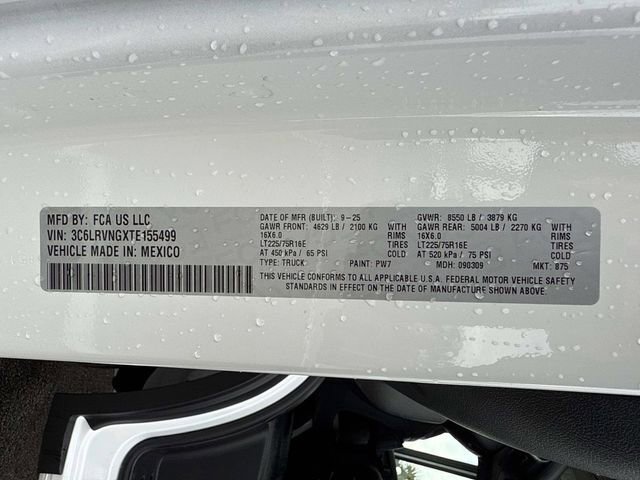 MFD BY: FCA US LLC
VIN: 3C6LRVNGXTE155499
VEHICLE MADE IN: MEXICO
DATE OF MFR (BUILT): 9-25
GAWR FRONT: 4629 LB / 2100 KG WITH
16X6.0 RIMS
LT225/75R16E TIRES
AT 450 kPa / 65 PSI COLD
TYPE: TRUCK PAINT: PW7
GVWR: 8550 LB / 3879 KG
GAWR REAR: 5004 LB / 2270 KG WITH
16X6.0 RIMS
LT225/75R16E TIRES
AT 520 kPa / 75 PSI COLD
MDH: 090309 MKT: 875
THIS VEHICLE CONFORMS TO ALL APPLICABLE U.S.A. FEDERAL MOTOR VEHICLE SAFETY
STANDARDS IN EFFECT ON THE DATE OF MANUFACTURE SHOWN ABOVE.